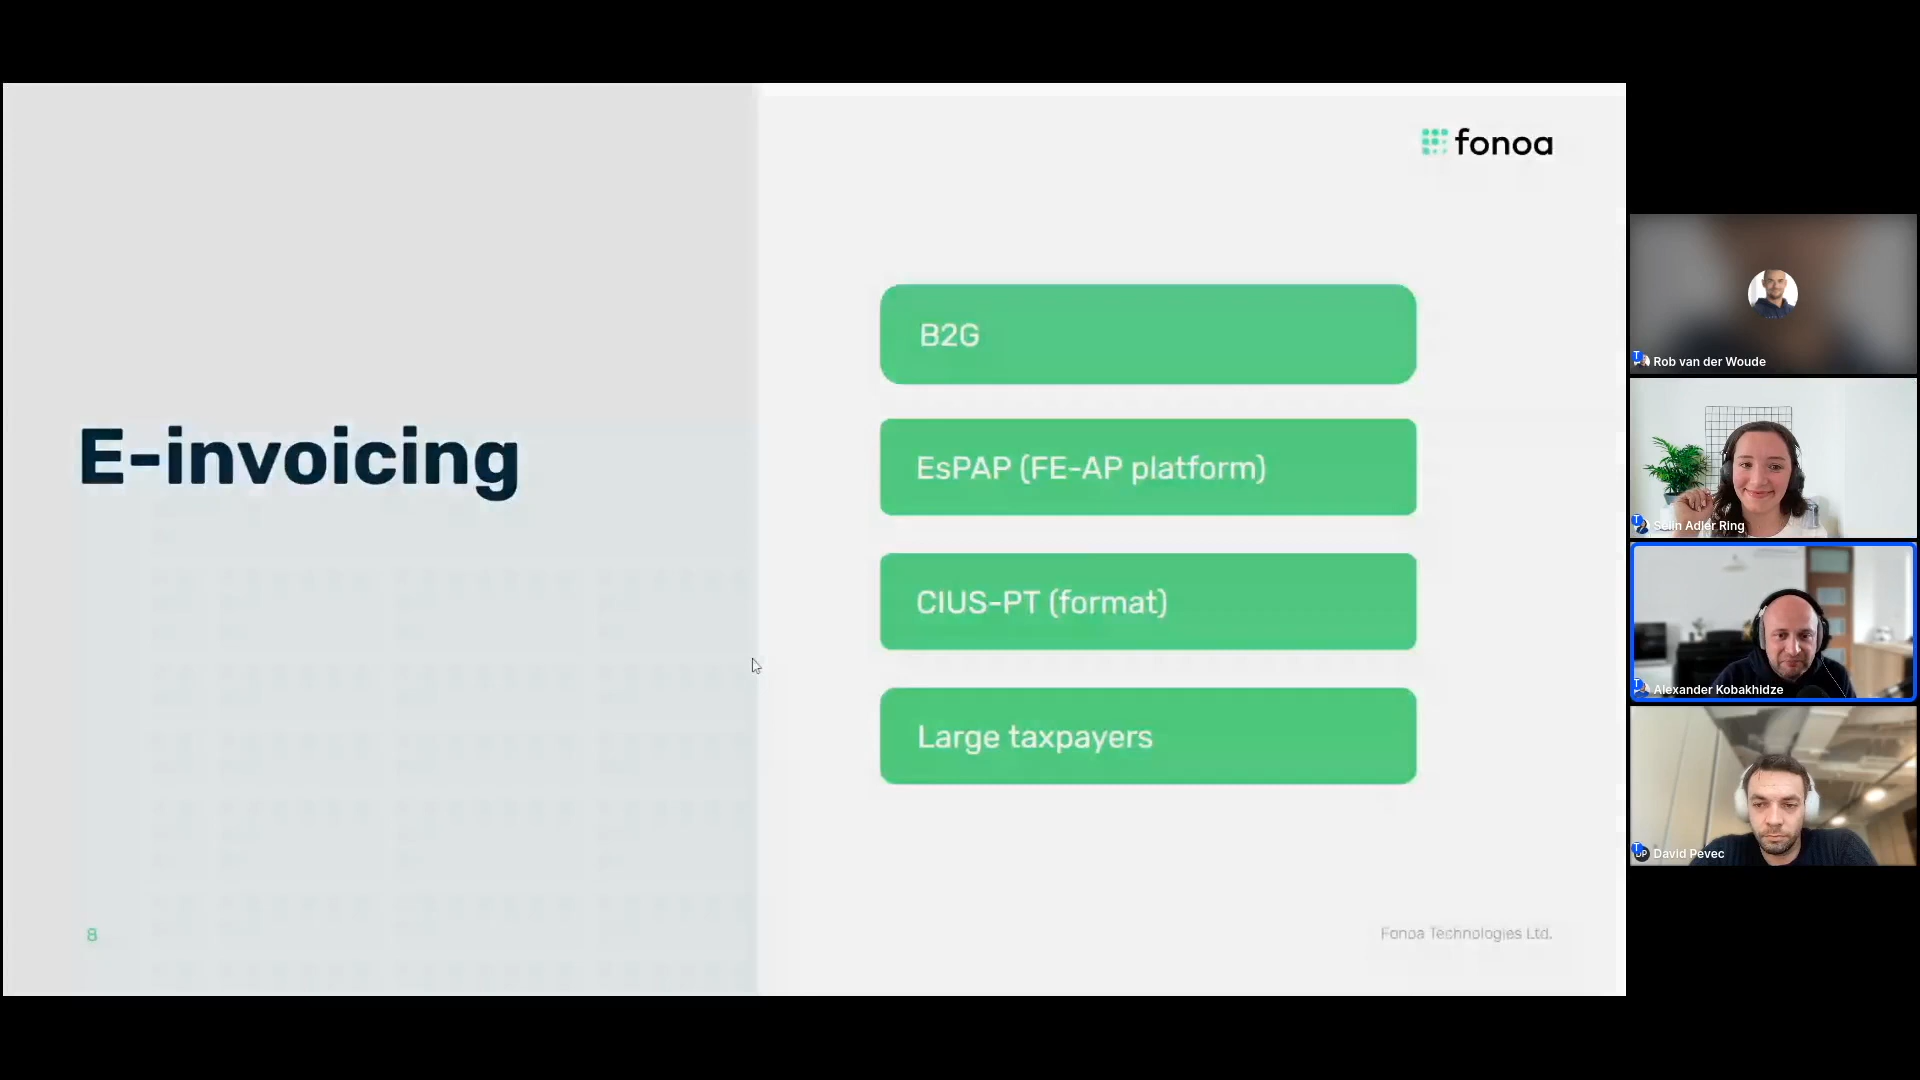 fonoa
E-invoicing
B2G
EsPAP (FE-AP platform)
CIUS-PT (format)
Large taxpayers
8
Fonoa Technologies Ltd.
Rob van der Woude
Selin Adler Ring
Alexander Kobakhidze
David Pevec